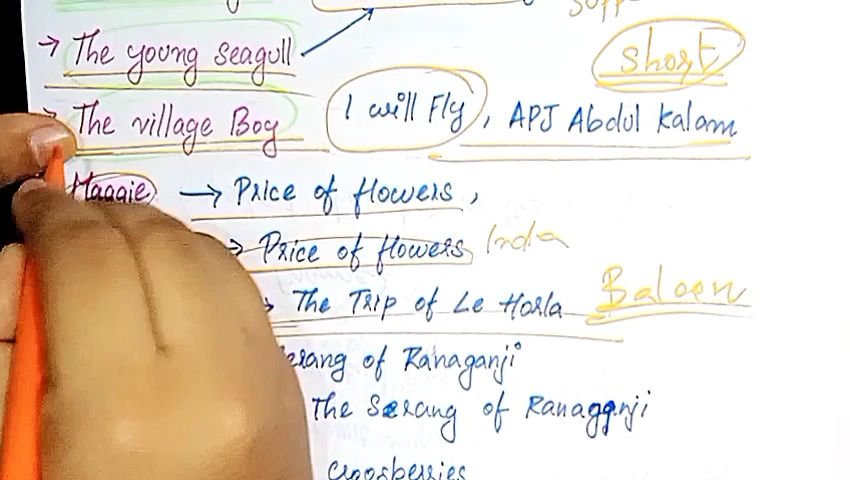 → The young seagull short
The village Boy I will Fly, APJ Abdul Kalam
Maggie → Price of flowers,
→ Price of flowers India
→ The Trip of Le Horla Baloon
Serang of Ranaganji
The Serang of Ranaganji